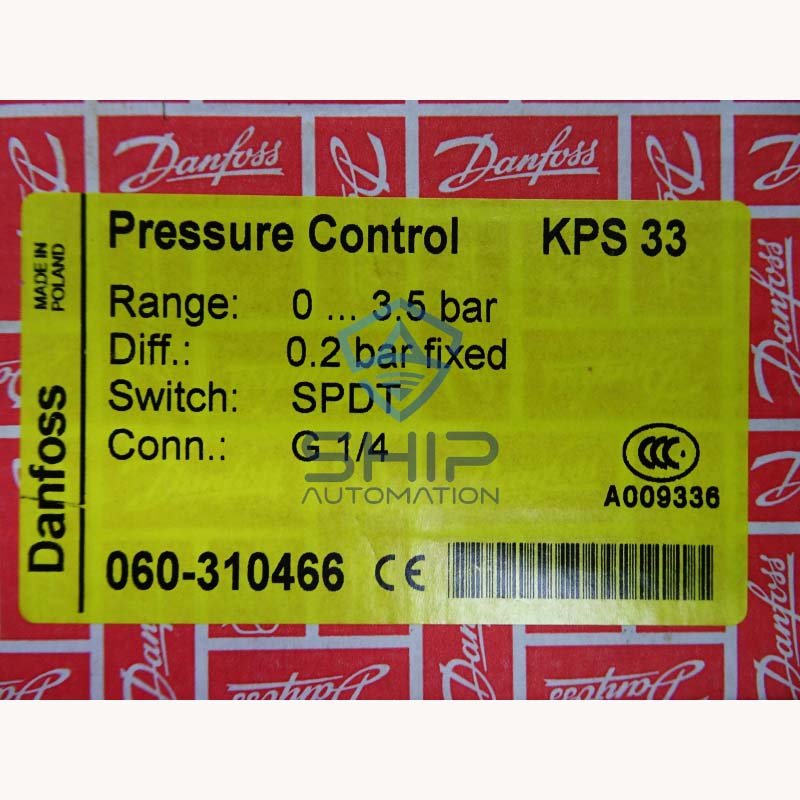 Danfoss
Danfoss
Danfoss
MADE IN
POLAND
Danfoss
Pressure Control KPS 33
Range: 0 ... 3.5 bar
Diff.: 0.2 bar fixed
Switch: SPDT
Conn.: G 1/4
SHIP
AUTOMATION
CCC
A009336
060-310466 CE
Danfoss
Danfoss
Danfoss
Danfoss